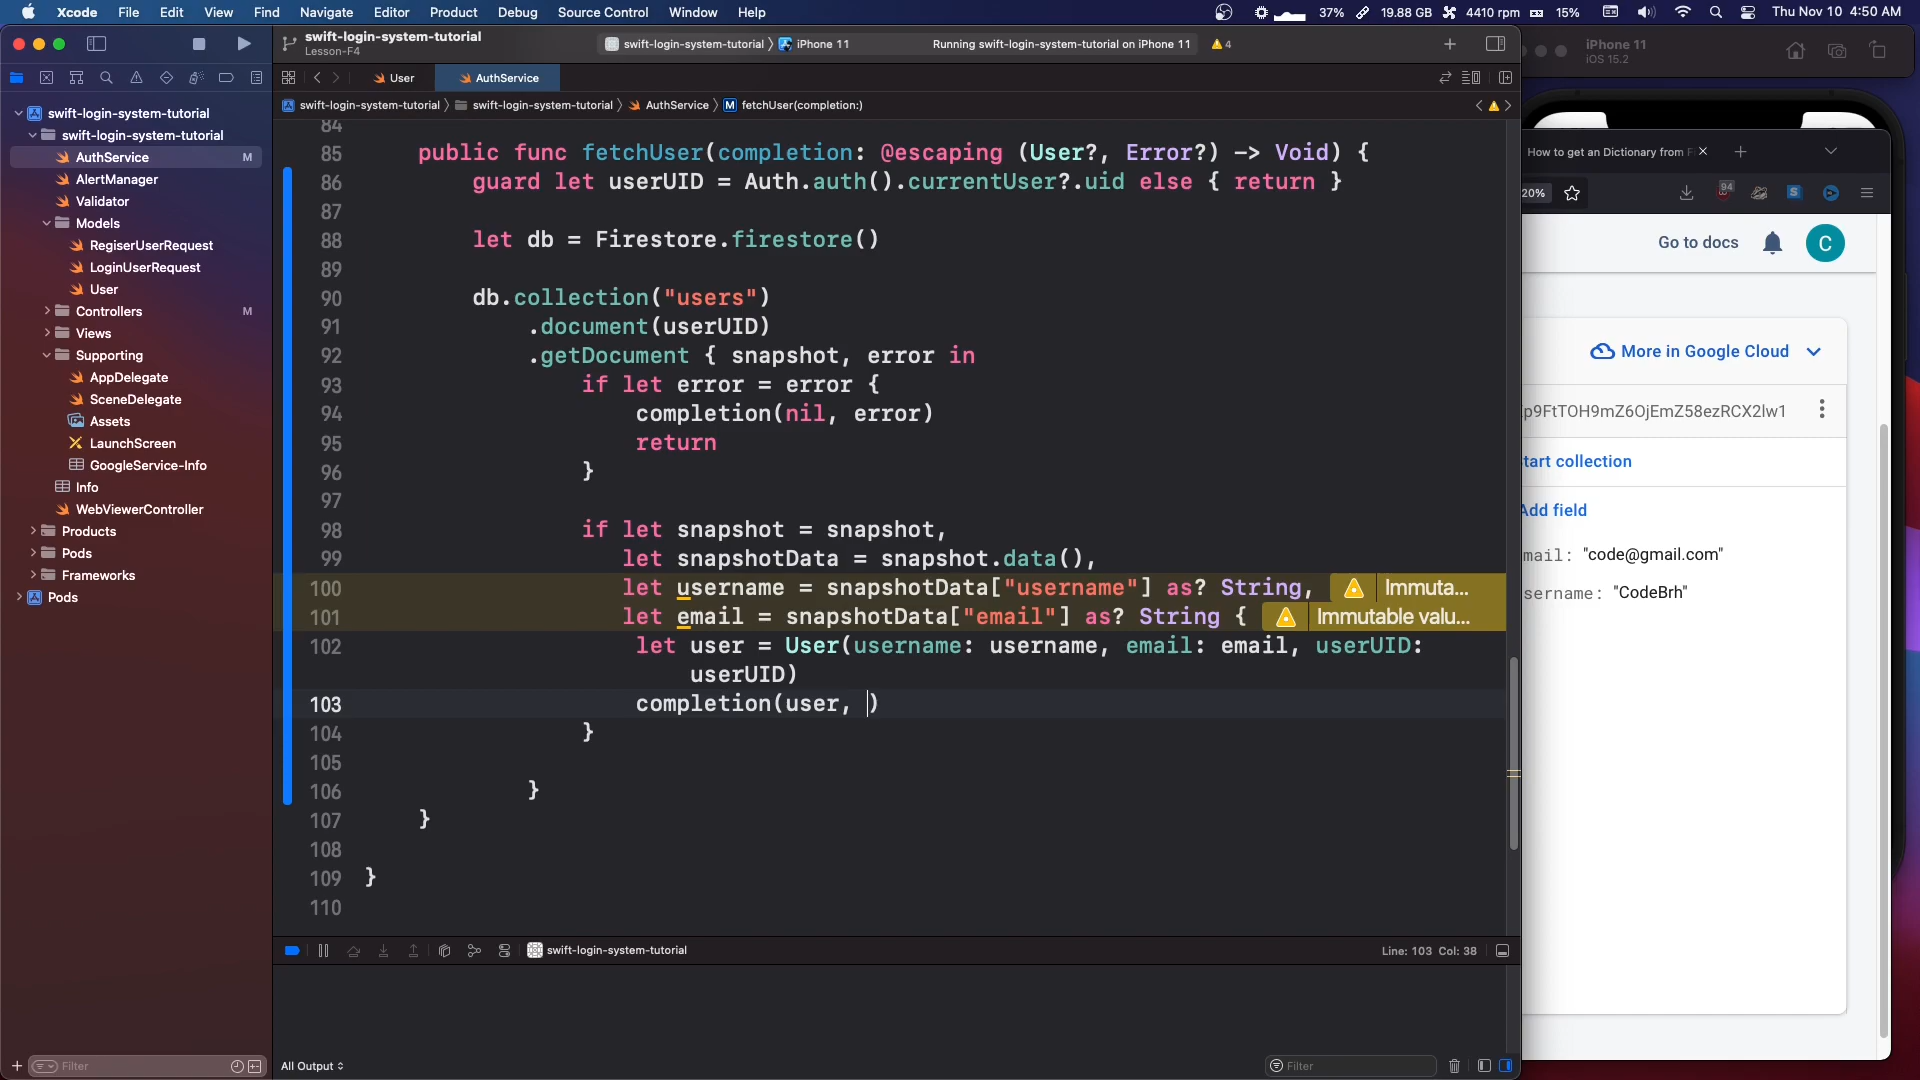 Xcode File Edit View Find Navigate Editor Product Debug Source Control Window Help
37% 19.88 GB 4410 rpm 15% Thu Nov 10 4:50 AM
swift-login-system-tutorial
Lesson-F4
swift-login-system-tutorial iPhone 11 Running swift-login-system-tutorial on iPhone 11 4
User AuthService
swift-login-system-tutorial swift-login-system-tutorial AuthService M fetchUser(completion:)
swift-login-system-tutorial
swift-login-system-tutorial
AuthService M
AlertManager
Validator
Models
RegiserUserRequest
LoginUserRequest
User
Controllers M
Views
Supporting
AppDelegate
SceneDelegate
Assets
LaunchScreen
GoogleService-Info
Info
WebViewerController
Products
Pods
Frameworks
Pods
Filter
84
85 public func fetchUser(completion: @escaping (User?, Error?) -> Void) {
86 guard let userUID = Auth.auth().currentUser?.uid else { return }
87
88 let db = Firestore.firestore()
89
90 db.collection("users")
91 .document(userUID)
92 .getDocument { snapshot, error in
93 if let error = error {
94 completion(nil, error)
95 return
96 }
97
98 if let snapshot = snapshot,
99 let snapshotData = snapshot.data(),
100 let username = snapshotData["username"] as? String, Immuta...
101 let email = snapshotData["email"] as? String { Immutable valu...
102 let user = User(username: username, email: email, userUID:
userUID)
103 completion(user, )
104 }
105
106 }
107 }
108
109 }
110
swift-login-system-tutorial Line: 103 Col: 38
All Output Filter
iPhone 11
iOS 15.2
How to get an Dictionary from F
20% 94 S
Go to docs C
More in Google Cloud
p9FtTOH9mZ6OjEmZ58ezRCX2lw1
tart collection
Add field
mail: "code@gmail.com"
sername: "CodeBrh"